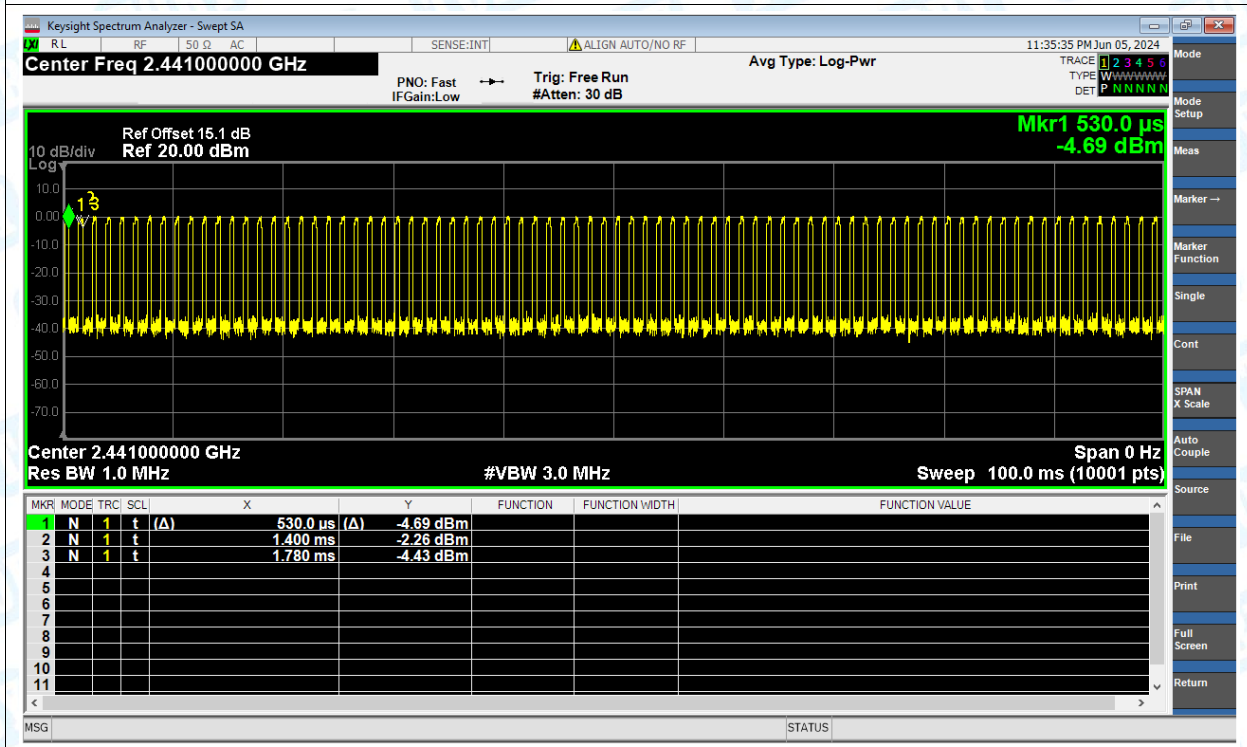 Keysight Spectrum Analyzer - Swept SA
LXI RL RF 50 Ω AC SENSE:INT ALIGN AUTO/NO RF 11:35:35 PM Jun 05, 2024
Center Freq 2.441000000 GHz
PNO: Fast
IFGain:Low
Trig: Free Run
#Atten: 30 dB
Avg Type: Log-Pwr
TRACE 1 2 3 4 5 6
TYPE WWWWWW
DET P N N N N N
Mkr1 530.0 µs
-4.69 dBm
Ref Offset 15.1 dB
10 dB/div Ref 20.00 dBm
Log
10.0
0.00
-10.0
-20.0
-30.0
-40.0
-50.0
-60.0
-70.0
1 2 3
Center 2.441000000 GHz Span 0 Hz
Res BW 1.0 MHz #VBW 3.0 MHz Sweep 100.0 ms (10001 pts)
MKR MODE TRC SCL X Y FUNCTION FUNCTION WIDTH FUNCTION VALUE
1 N 1 t (Δ) 530.0 µs (Δ) -4.69 dBm
2 N 1 t 1.400 ms -2.26 dBm
3 N 1 t 1.780 ms -4.43 dBm
4
5
6
7
8
9
10
11
MSG STATUS
Mode
Mode
Setup
Meas
Marker →
Marker
Function
Single
Cont
SPAN
X Scale
Auto
Couple
Source
File
Print
Full
Screen
Return